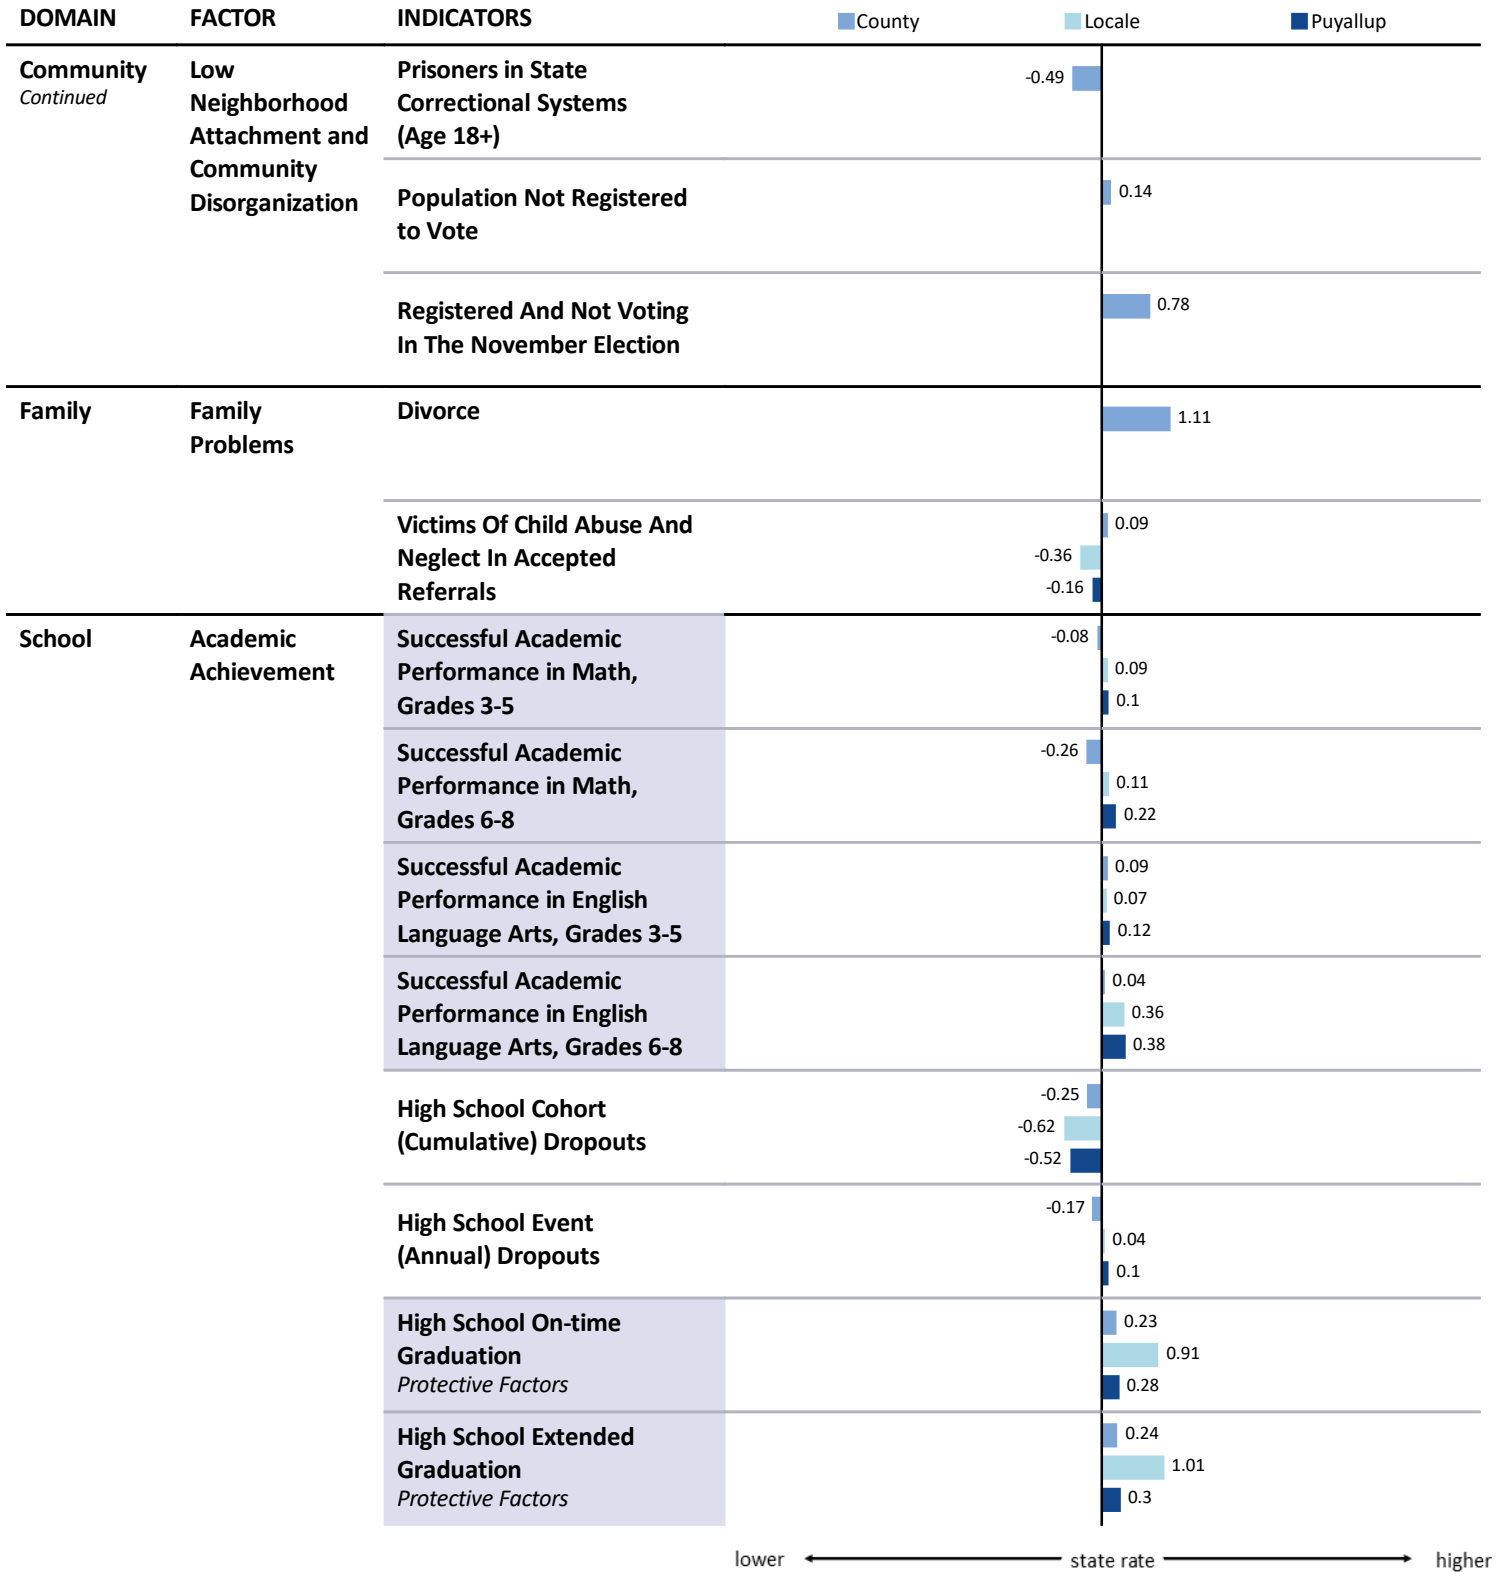 DOMAIN FACTOR INDICATORS County Locale Puyallup
Community
Continued
Low
Neighborhood
Attachment and
Community
Disorganization
Prisoners in State
Correctional Systems
(Age 18+)
-0.49
Population Not Registered
to Vote
0.14
Registered And Not Voting
In The November Election
0.78
Family
Family
Problems
Divorce
1.11
Victims Of Child Abuse And
Neglect In Accepted
Referrals
0.09
-0.36
-0.16
School
Academic
Achievement
Successful Academic
Performance in Math,
Grades 3-5
-0.08
0.09
0.1
Successful Academic
Performance in Math,
Grades 6-8
-0.26
0.11
0.22
Successful Academic
Performance in English
Language Arts, Grades 3-5
0.09
0.07
0.12
Successful Academic
Performance in English
Language Arts, Grades 6-8
0.04
0.36
0.38
High School Cohort
(Cumulative) Dropouts
-0.25
-0.62
-0.52
High School Event
(Annual) Dropouts
-0.17
0.04
0.1
High School On-time
Graduation
Protective Factors
0.23
0.91
0.28
High School Extended
Graduation
Protective Factors
0.24
1.01
0.3
lower state rate higher